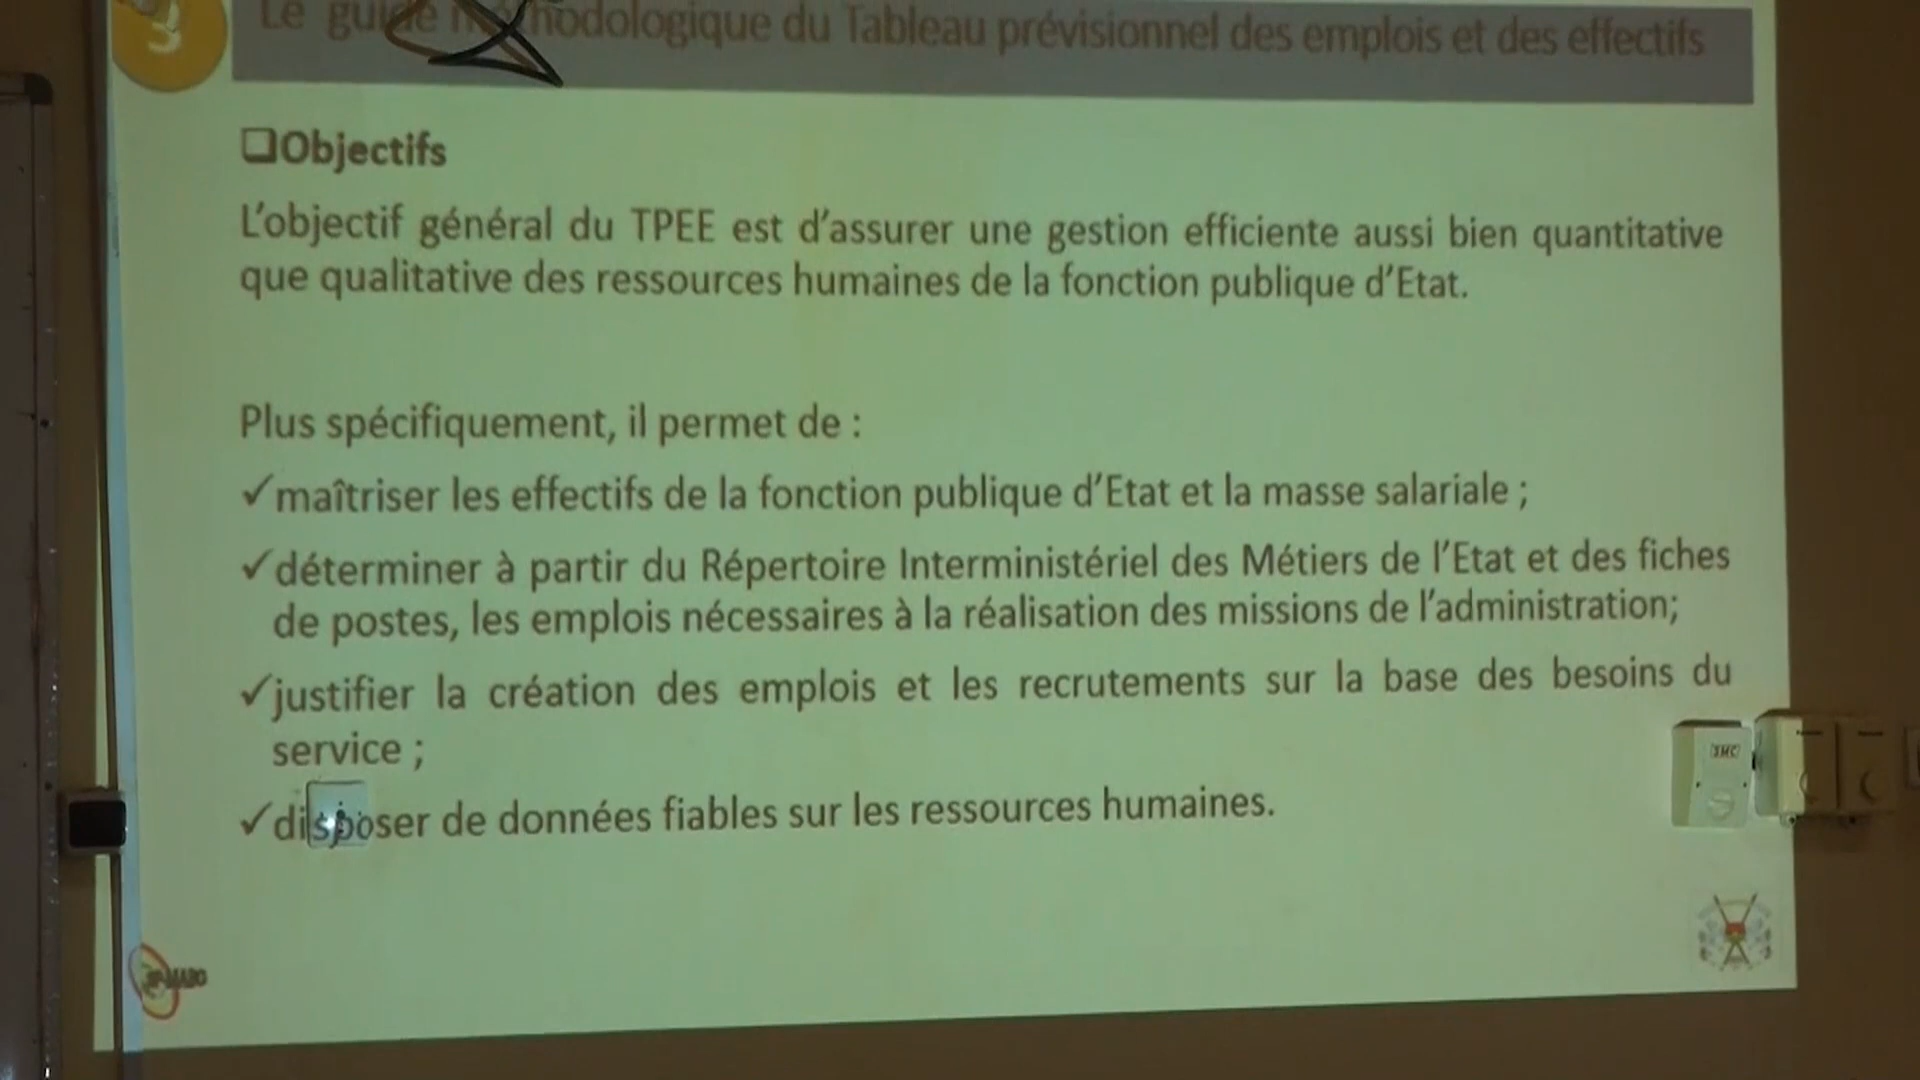 3
Le guide méthodologique du Tableau prévisionnel des emplois et des effectifs
❑Objectifs
L'objectif général du TPEE est d'assurer une gestion efficiente aussi bien quantitative
que qualitative des ressources humaines de la fonction publique d'Etat.
Plus spécifiquement, il permet de :
✓maîtriser les effectifs de la fonction publique d'Etat et la masse salariale ;
✓déterminer à partir du Répertoire Interministériel des Métiers de l'Etat et des fiches
de postes, les emplois nécessaires à la réalisation des missions de l'administration;
✓justifier la création des emplois et les recrutements sur la base des besoins du
service ;
✓disposer de données fiables sur les ressources humaines.